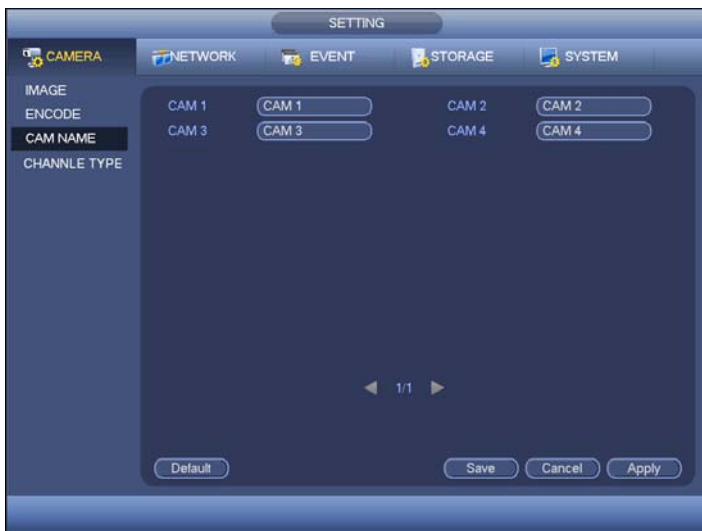 SETTING
CAMERA NETWORK EVENT STORAGE SYSTEM
IMAGE
ENCODE
CAM NAME
CHANNLE TYPE
CAM 1 CAM 1 CAM 2 CAM 2
CAM 3 CAM 3 CAM 4 CAM 4
1/1
Default Save Cancel Apply